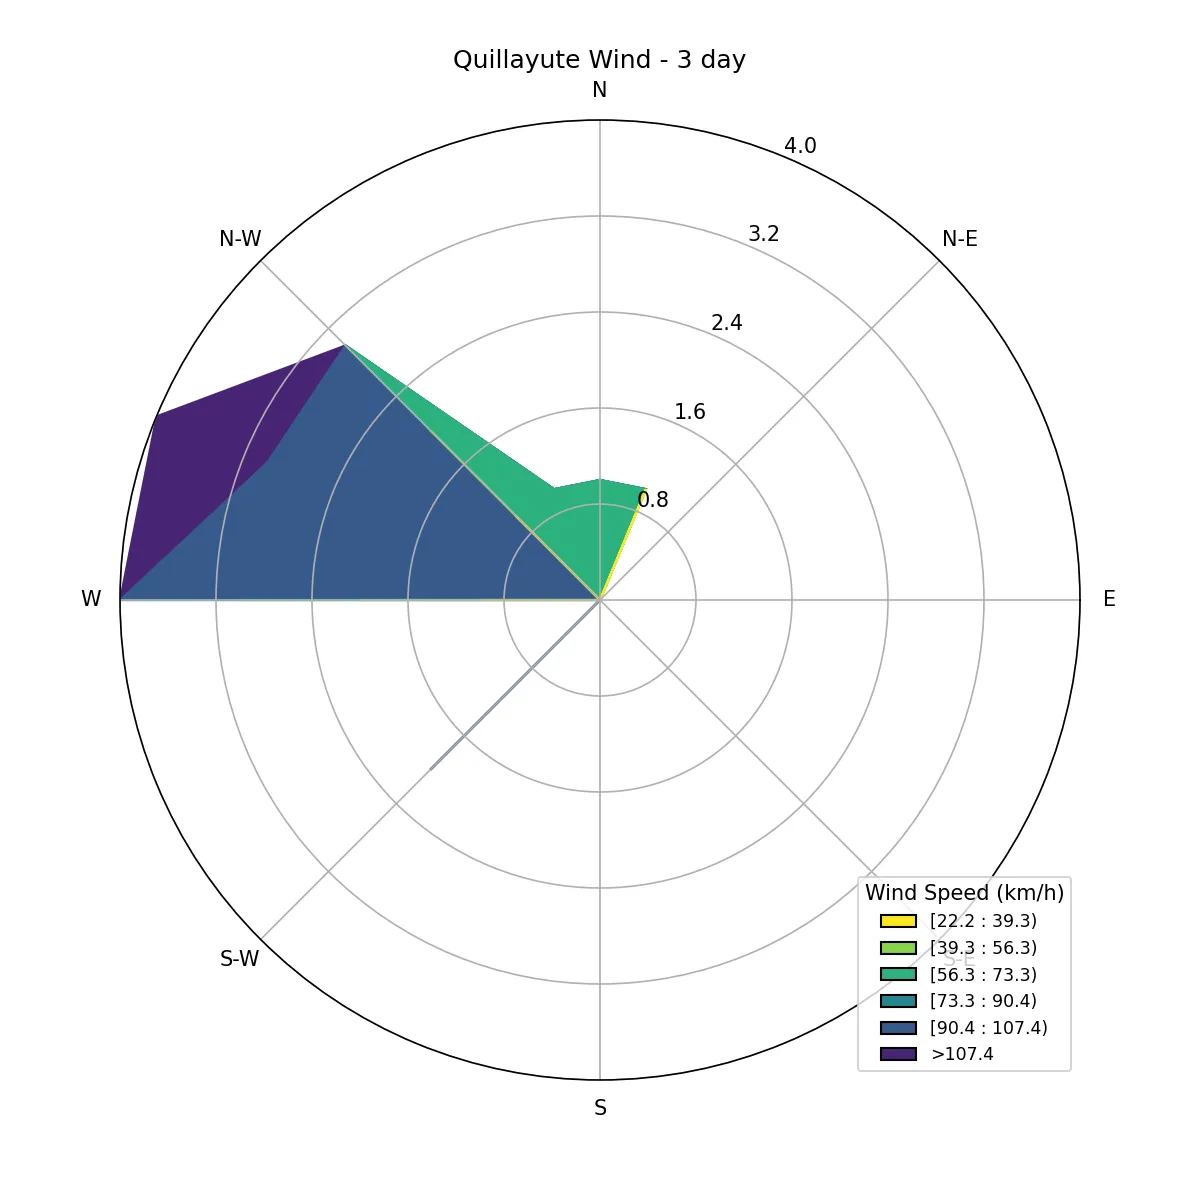 Quillayute Wind - 3 day
N
4.0
3.2
N-W
N-E
2.4
1.6
0.8
W
E
Wind Speed (km/h)
[22.2 : 39.3)
[39.3 : 56.3)
S-W
S-E
[56.3 : 73.3)
[73.3 : 90.4)
[90.4 : 107.4)
>107.4
S